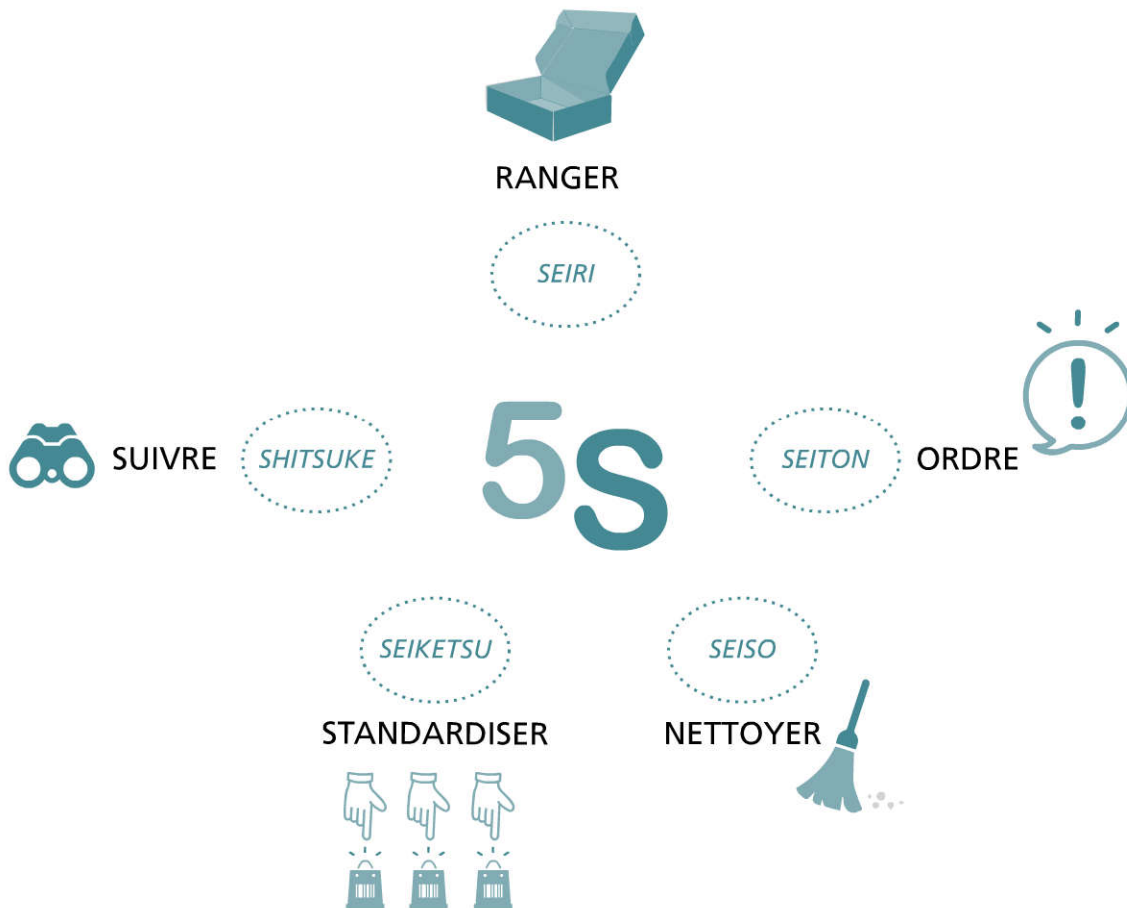 RANGER
SEIRI
SUIVRE
SHITSUKE
5S
SEITON
ORDRE
!
SEIKETSU
STANDARDISER
SEISO
NETTOYER